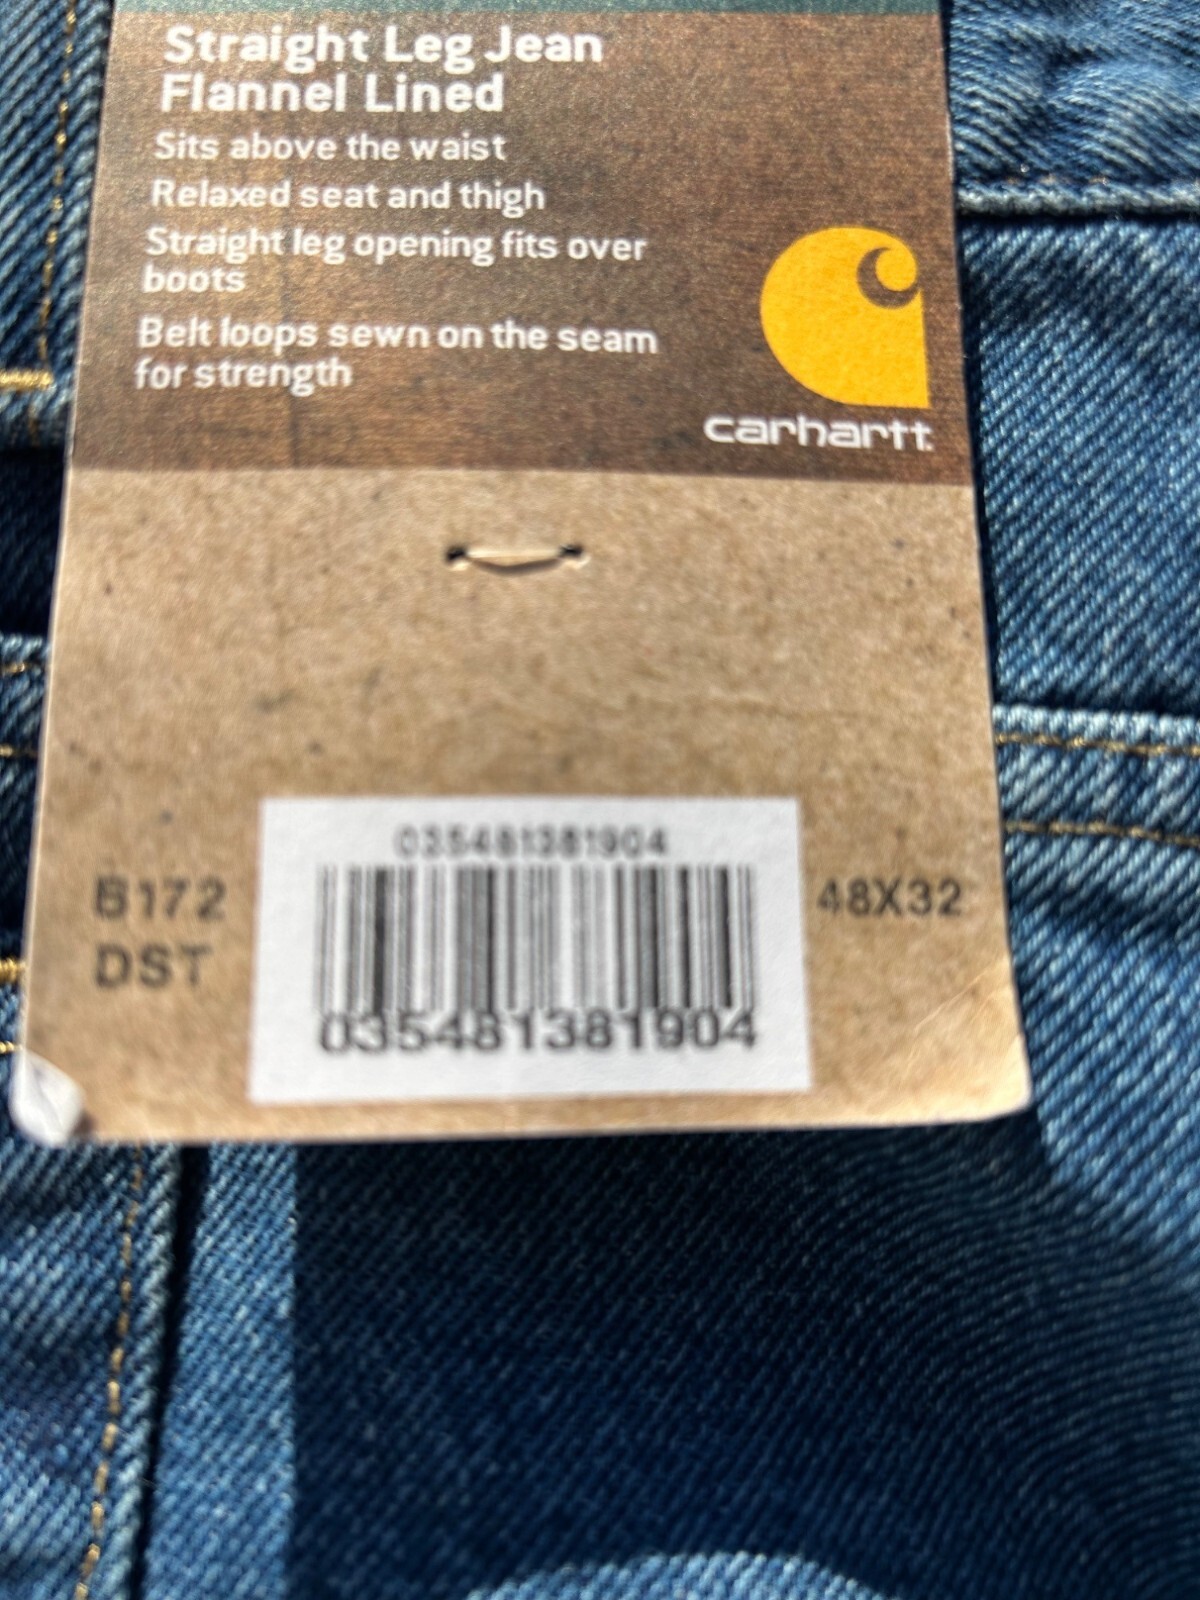 Straight Leg Jean
Flannel Lined
Sits above the waist
Relaxed seat and thigh
Straight leg opening fits over
boots
Belt loops sewn on the seam
for strength
carhartt
035481381904
B172
DST
48X32
035481381904